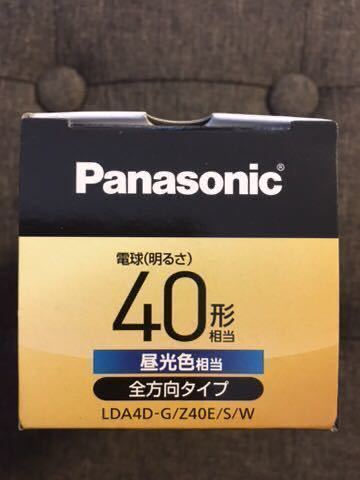 Panasonic®
電球(明るさ)
40形相当
昼光色相当
全方向タイプ
LDA4D-G/Z40E/S/W